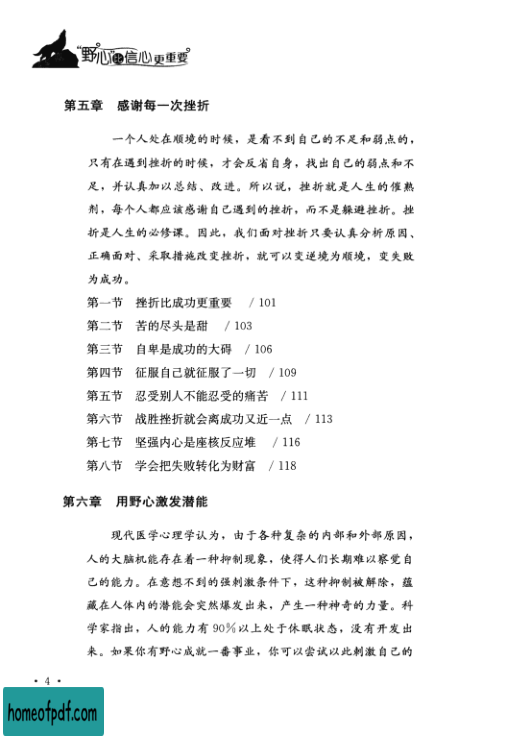 “野心”比信心更重要
第五章 感谢每一次挫折
一个人处在顺境的时候，是看不到自己的不足和弱点的，
只有在遇到挫折的时候，才会反省自身，找出自己的弱点和不
足，并认真加以总结、改进。所以说，挫折就是人生的催熟
剂，每个人都应该感谢自己遇到的挫折，而不是躲避挫折。挫
折是人生的必修课。因此，我们面对挫折只要认真分析原因、
正确面对、采取措施改变挫折，就可以变逆境为顺境，变失败
为成功。
第一节 挫折比成功更重要 / 101
第二节 苦的尽头是甜 / 103
第三节 自卑是成功的大碍 / 106
第四节 征服自己就征服了一切 / 109
第五节 忍受别人不能忍受的痛苦 / 111
第六节 战胜挫折就会离成功又近一点 / 113
第七节 坚强内心是座核反应堆 / 116
第八节 学会把失败转化为财富 / 118
第六章 用野心激发潜能
现代医学心理学认为，由于各种复杂的内部和外部原因，
人的大脑机能存在着一种抑制现象，使得人们长期难以察觉自
己的能力。在意想不到的强刺激条件下，这种抑制被解除，蕴
藏在人体内的潜能会突然爆发出来，产生一种神奇的力量。科
学家指出，人的能力有 90%以上处于休眠状态，没有开发出
来。如果你有野心成就一番事业，你可以尝试以此刺激自己的
• 4 •
homeofpdf.com